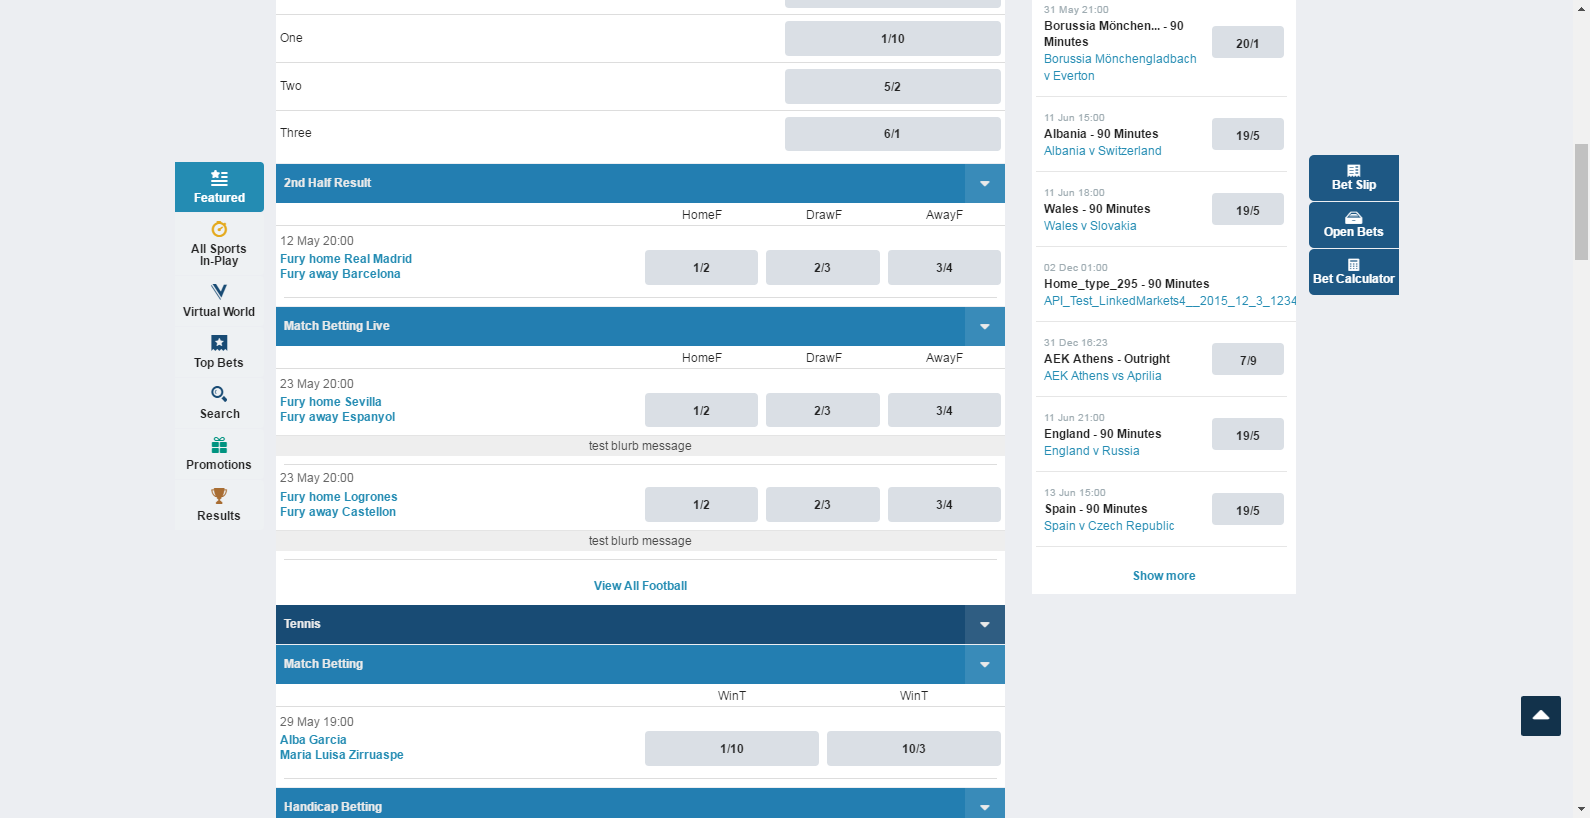 Featured
All Sports
In-Play
Virtual World
Top Bets
Search
Promotions
Results
One
1/10
Two
5/2
Three
6/1
2nd Half Result
HomeF DrawF AwayF
12 May 20:00
Fury home Real Madrid
Fury away Barcelona
1/2 2/3 3/4
Match Betting Live
HomeF DrawF AwayF
23 May 20:00
Fury home Sevilla
Fury away Espanyol
1/2 2/3 3/4
test blurb message
23 May 20:00
Fury home Logrones
Fury away Castellon
1/2 2/3 3/4
test blurb message
View All Football
Tennis
Match Betting
WinT WinT
29 May 19:00
Alba Garcia
Maria Luisa Zirruaspe
1/10 10/3
Handicap Betting
31 May 21:00
Borussia Mönchen... - 90
Minutes
20/1
Borussia Mönchengladbach
v Everton
11 Jun 15:00
Albania - 90 Minutes
19/5
Albania v Switzerland
11 Jun 18:00
Wales - 90 Minutes
19/5
Wales v Slovakia
02 Dec 01:00
Home_type_295 - 90 Minutes
API_Test_LinkedMarkets4__2015_12_3_1234
31 Dec 16:23
AEK Athens - Outright
7/9
AEK Athens vs Aprilia
11 Jun 21:00
England - 90 Minutes
19/5
England v Russia
13 Jun 15:00
Spain - 90 Minutes
19/5
Spain v Czech Republic
Show more
Bet Slip
Open Bets
Bet Calculator